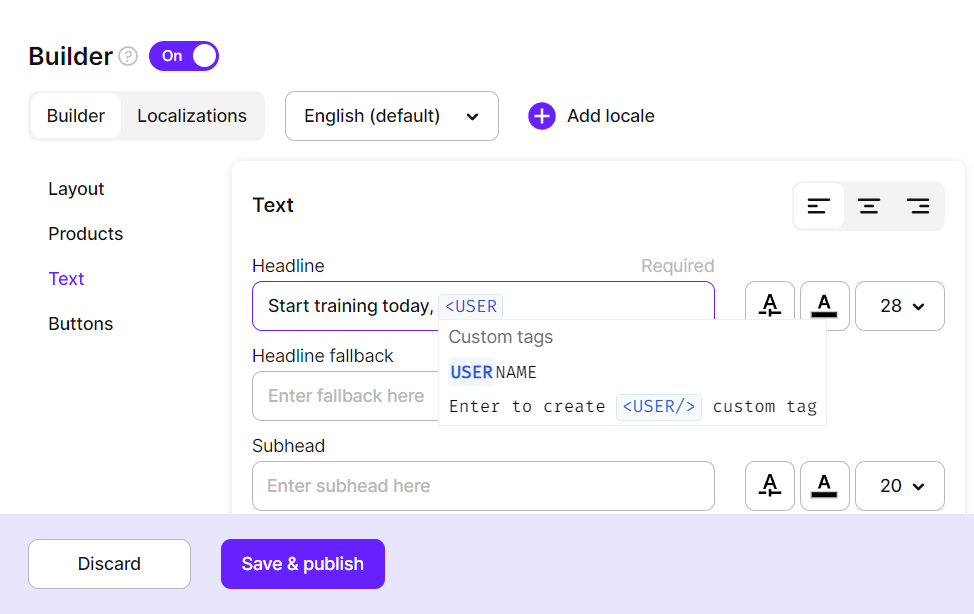 Builder ? On
Builder Localizations English (default) Add locale
Layout
Products
Text
Buttons
Text
Headline Required
Start training today, <USER
A A 28
Custom tags
USERNAME
Enter to create <USER/> custom tag
Headline fallback
Enter fallback here
Subhead
Enter subhead here
A A 20
Discard Save & publish